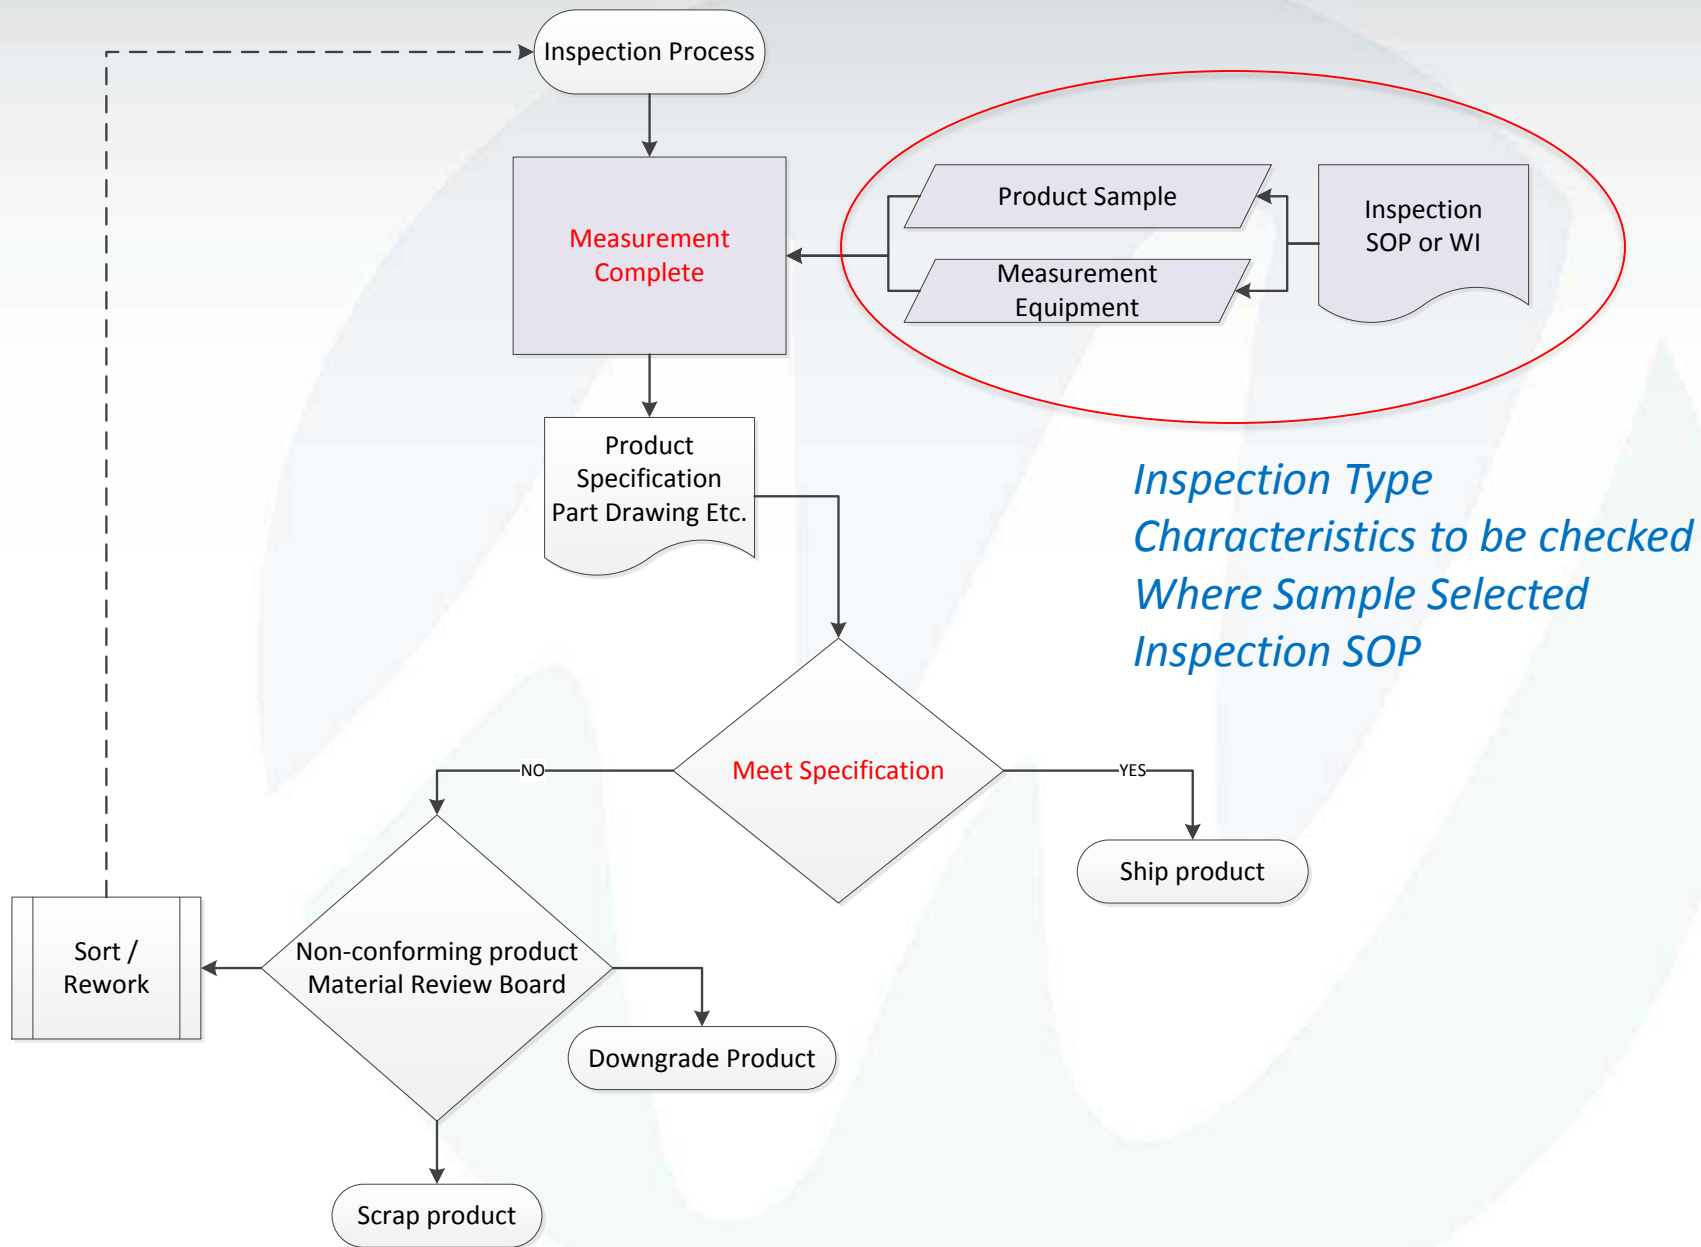 Inspection Process
Measurement
Complete
Product Sample
Measurement
Equipment
Inspection
SOP or WI
Product
Specification
Part Drawing Etc.
Inspection Type
Characteristics to be checked
Where Sample Selected
Inspection SOP
Meet Specification
NO
YES
Ship product
Non-conforming product
Material Review Board
Sort /
Rework
Downgrade Product
Scrap product